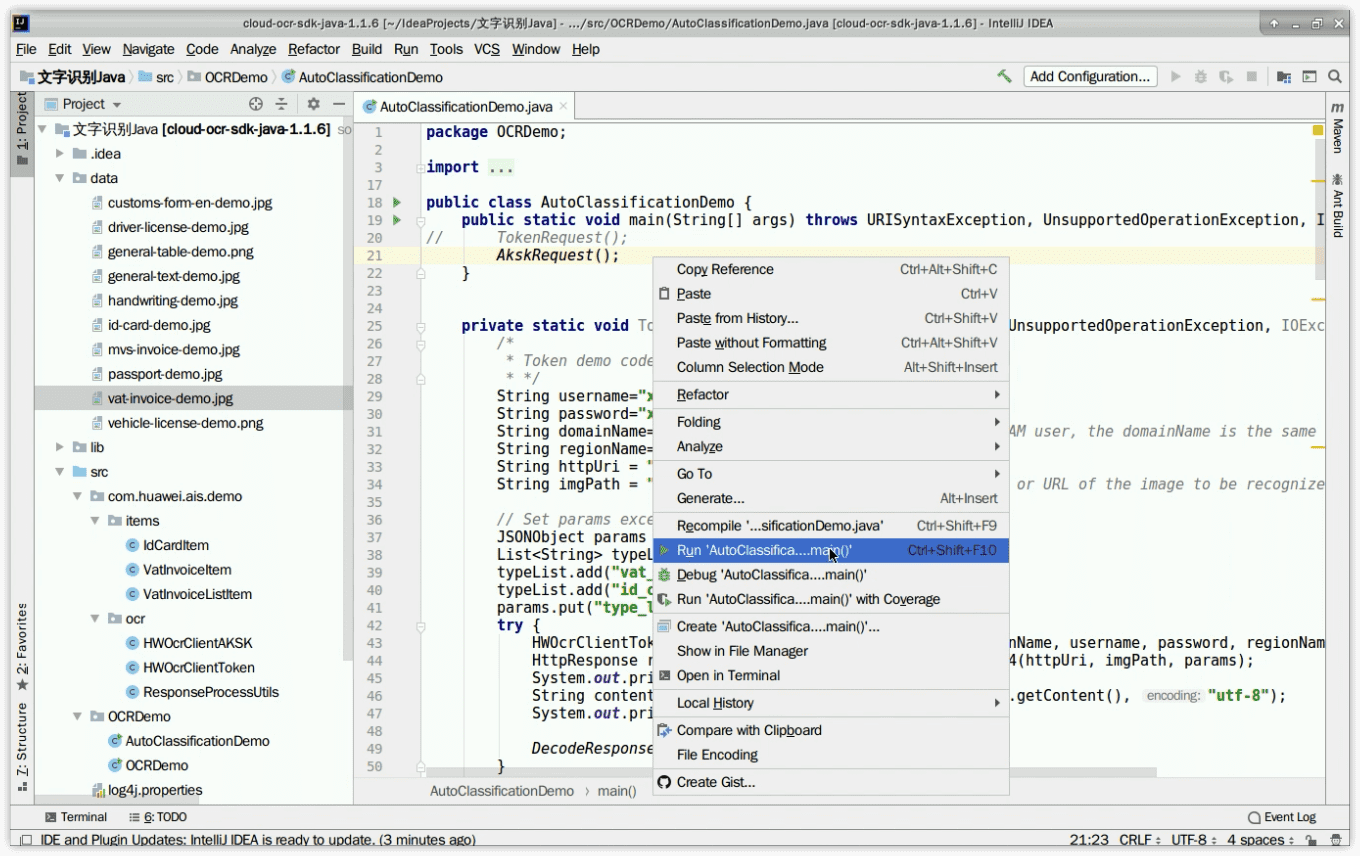 cloud-ocr-sdk-java-1.1.6 [~/IdeaProjects/文字识别Java] - .../src/OCRDemo/AutoClassificationDemo.java [cloud-ocr-sdk-java-1.1.6] - IntelliJ IDEA
File Edit View Navigate Code Analyze Refactor Build Run Tools VCS Window Help
文字识别Java src OCRDemo AutoClassificationDemo Add Configuration...
1: Project
2: Favorites
7: Structure
Project
文字识别Java [cloud-ocr-sdk-java-1.1.6] so
.idea
data
customs-form-en-demo.jpg
driver-license-demo.jpg
general-table-demo.png
general-text-demo.jpg
handwriting-demo.jpg
id-card-demo.jpg
mvs-invoice-demo.jpg
passport-demo.jpg
vat-invoice-demo.jpg
vehicle-license-demo.png
lib
src
com.huawei.ais.demo
items
IdCardItem
VatInvoiceItem
VatInvoiceListItem
ocr
HWOcrClientAKSK
HWOcrClientToken
ResponseProcessUtils
OCRDemo
AutoClassificationDemo
OCRDemo
log4j.properties
AutoClassificationDemo.java
1 package OCRDemo;
2
3 import ...
17
18 public class AutoClassificationDemo {
19 public static void main(String[] args) throws URISyntaxException, UnsupportedOperationException, I
20 // TokenRequest();
21 AkskRequest();
22 }
23
24
25 private static void To UnsupportedOperationException, IOExc
26 /*
27 * Token demo code
28 * */
29 String username="x
30 String password="x
31 String domainName= AM user, the domainName is the same
32 String regionName=
33 String httpUri = "
34 String imgPath = " or URL of the image to be recognize
35
36 // Set params exce
37 JSONObject params
38 List<String> typeL
39 typeList.add("vat_
40 typeList.add("id_c
41 params.put("type_l
42 try {
43 HWOcrClientTok nName, username, password, regionNam
44 HttpResponse r 4(httpUri, imgPath, params);
45 System.out.pri
46 String content .getContent(), encoding: "utf-8");
47 System.out.pri
48
49 DecodeResponse
50 }
Copy Reference Ctrl+Alt+Shift+C
Paste Ctrl+V
Paste from History... Ctrl+Shift+V
Paste without Formatting Ctrl+Alt+Shift+V
Column Selection Mode Alt+Shift+Insert
Refactor
Folding
Analyze
Go To
Generate... Alt+Insert
Recompile '...sificationDemo.java' Ctrl+Shift+F9
Run 'AutoClassifica....main()' Ctrl+Shift+F10
Debug 'AutoClassifica....main()'
Run 'AutoClassifica....main()' with Coverage
Create 'AutoClassifica....main()'...
Show in File Manager
Open in Terminal
Local History
Compare with Clipboard
File Encoding
Create Gist...
m Maven
Ant Build
AutoClassificationDemo › main()
Terminal 6: TODO Event Log
IDE and Plugin Updates: IntelliJ IDEA is ready to update. (3 minutes ago) 21:23 CRLF UTF-8 4 spaces